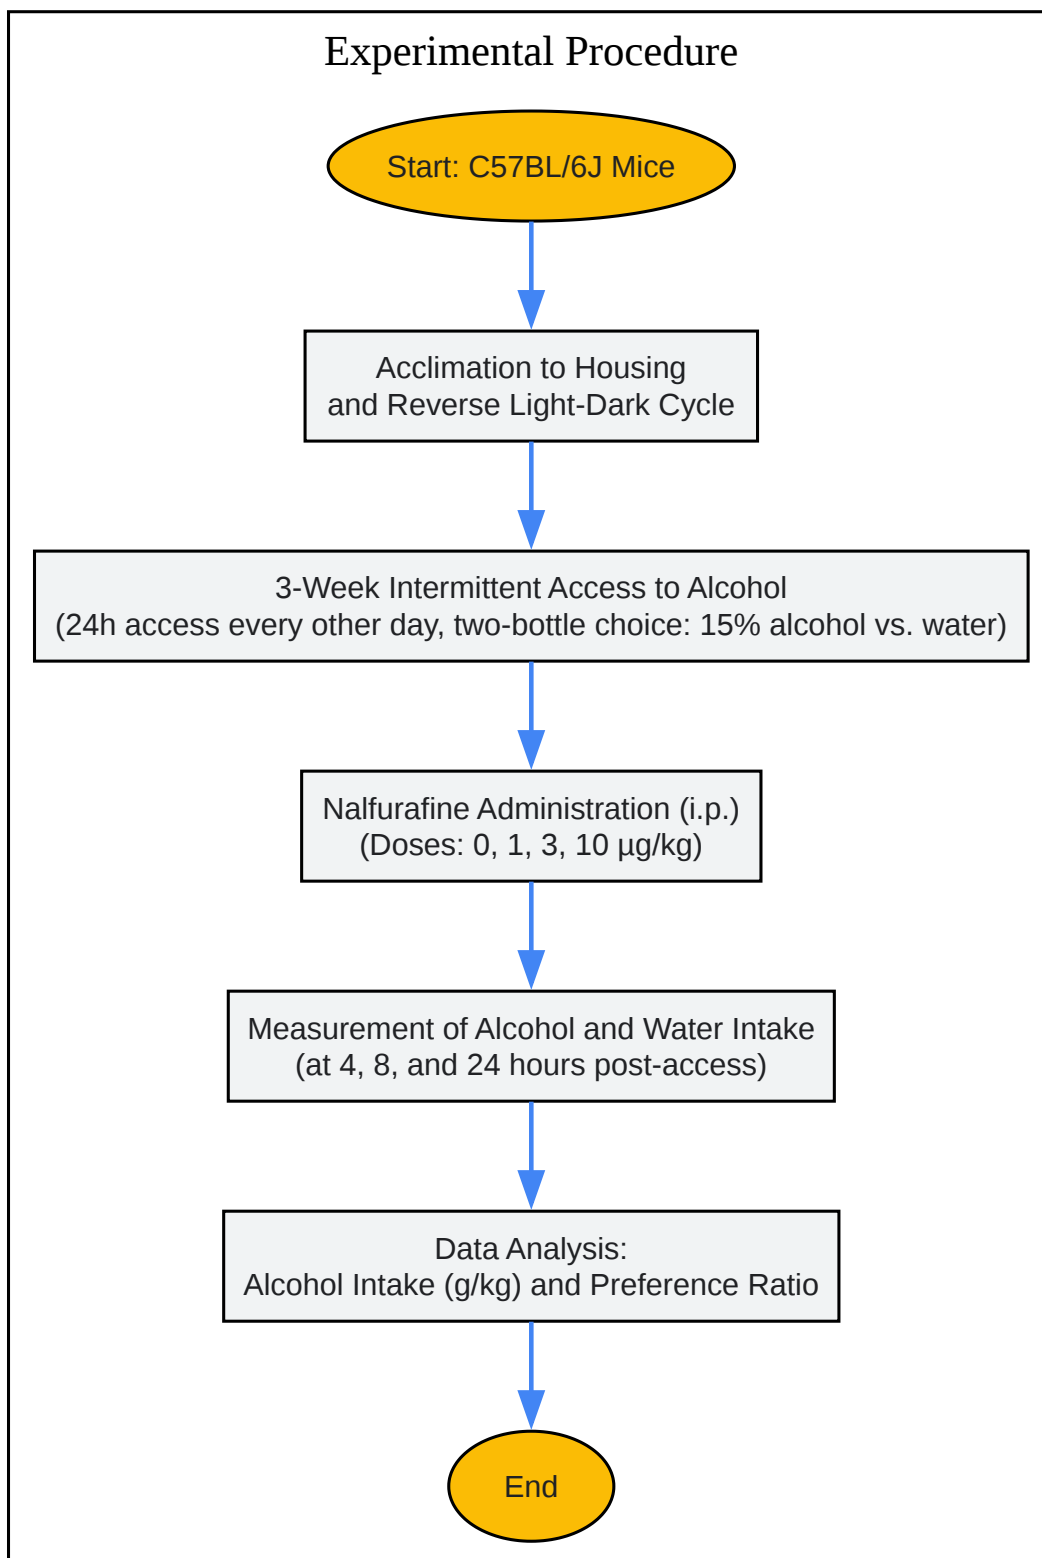 Experimental Procedure
Start: C57BL/6J Mice
Acclimation to Housing
and Reverse Light-Dark Cycle
3-Week Intermittent Access to Alcohol
(24h access every other day, two-bottle choice: 15% alcohol vs. water)
Nalfurafine Administration (i.p.)
(Doses: 0, 1, 3, 10 µg/kg)
Measurement of Alcohol and Water Intake
(at 4, 8, and 24 hours post-access)
Data Analysis:
Alcohol Intake (g/kg) and Preference Ratio
End